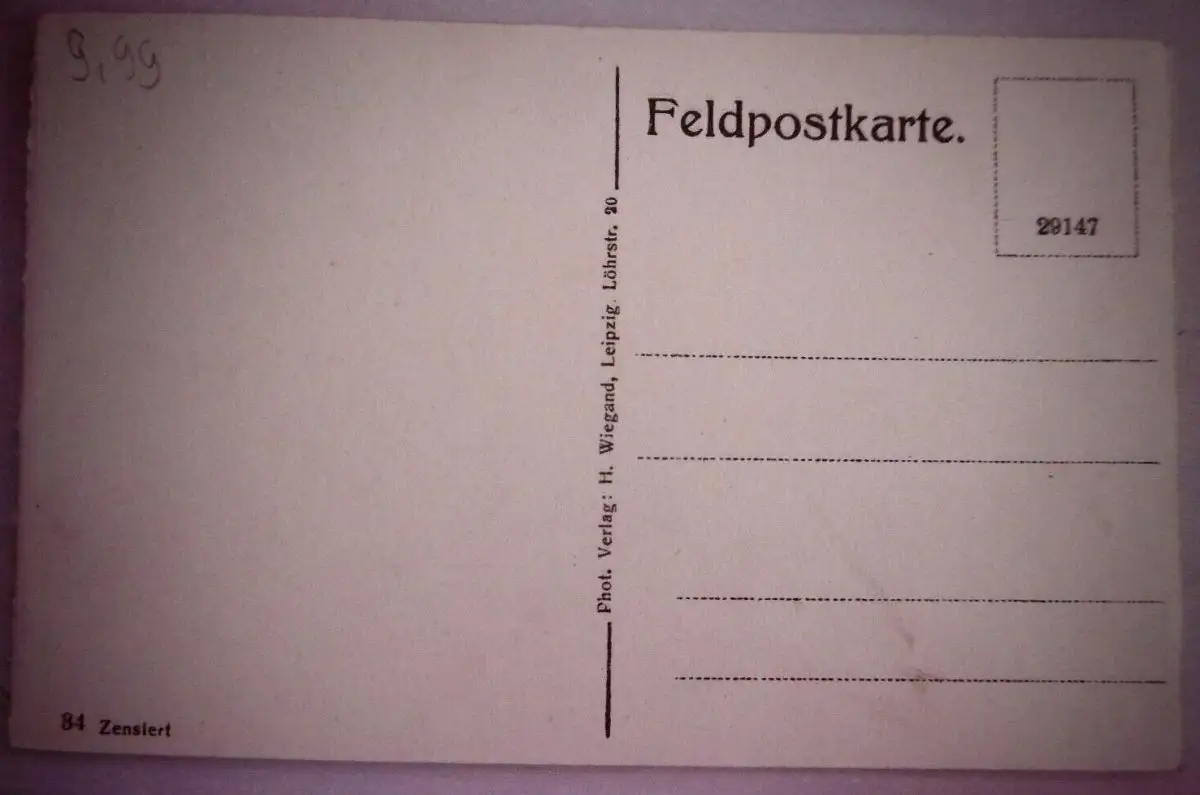 9,99
Feldpostkarte.
29147
Phot. Verlag: H. Wiegand, Leipzig. Löhrstr. 20
84 Zensiert